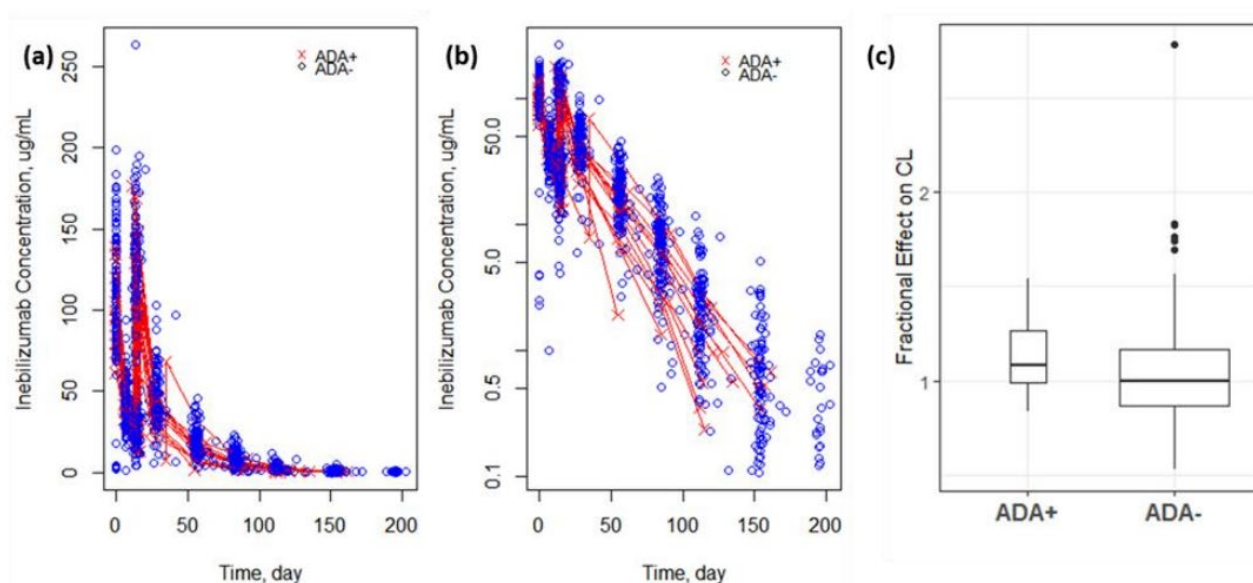 (a)
ADA+
ADA-
250
200
150
100
50
0
Inebilizumab Concentration, ug/mL
0 50 100 150 200
Time, day
(b)
ADA+
ADA-
50.0
5.0
0.5
0.1
Inebilizumab Concentration, ug/mL
0 50 100 150 200
Time, day
(c)
2
1
Fractional Effect on CL
ADA+ ADA-